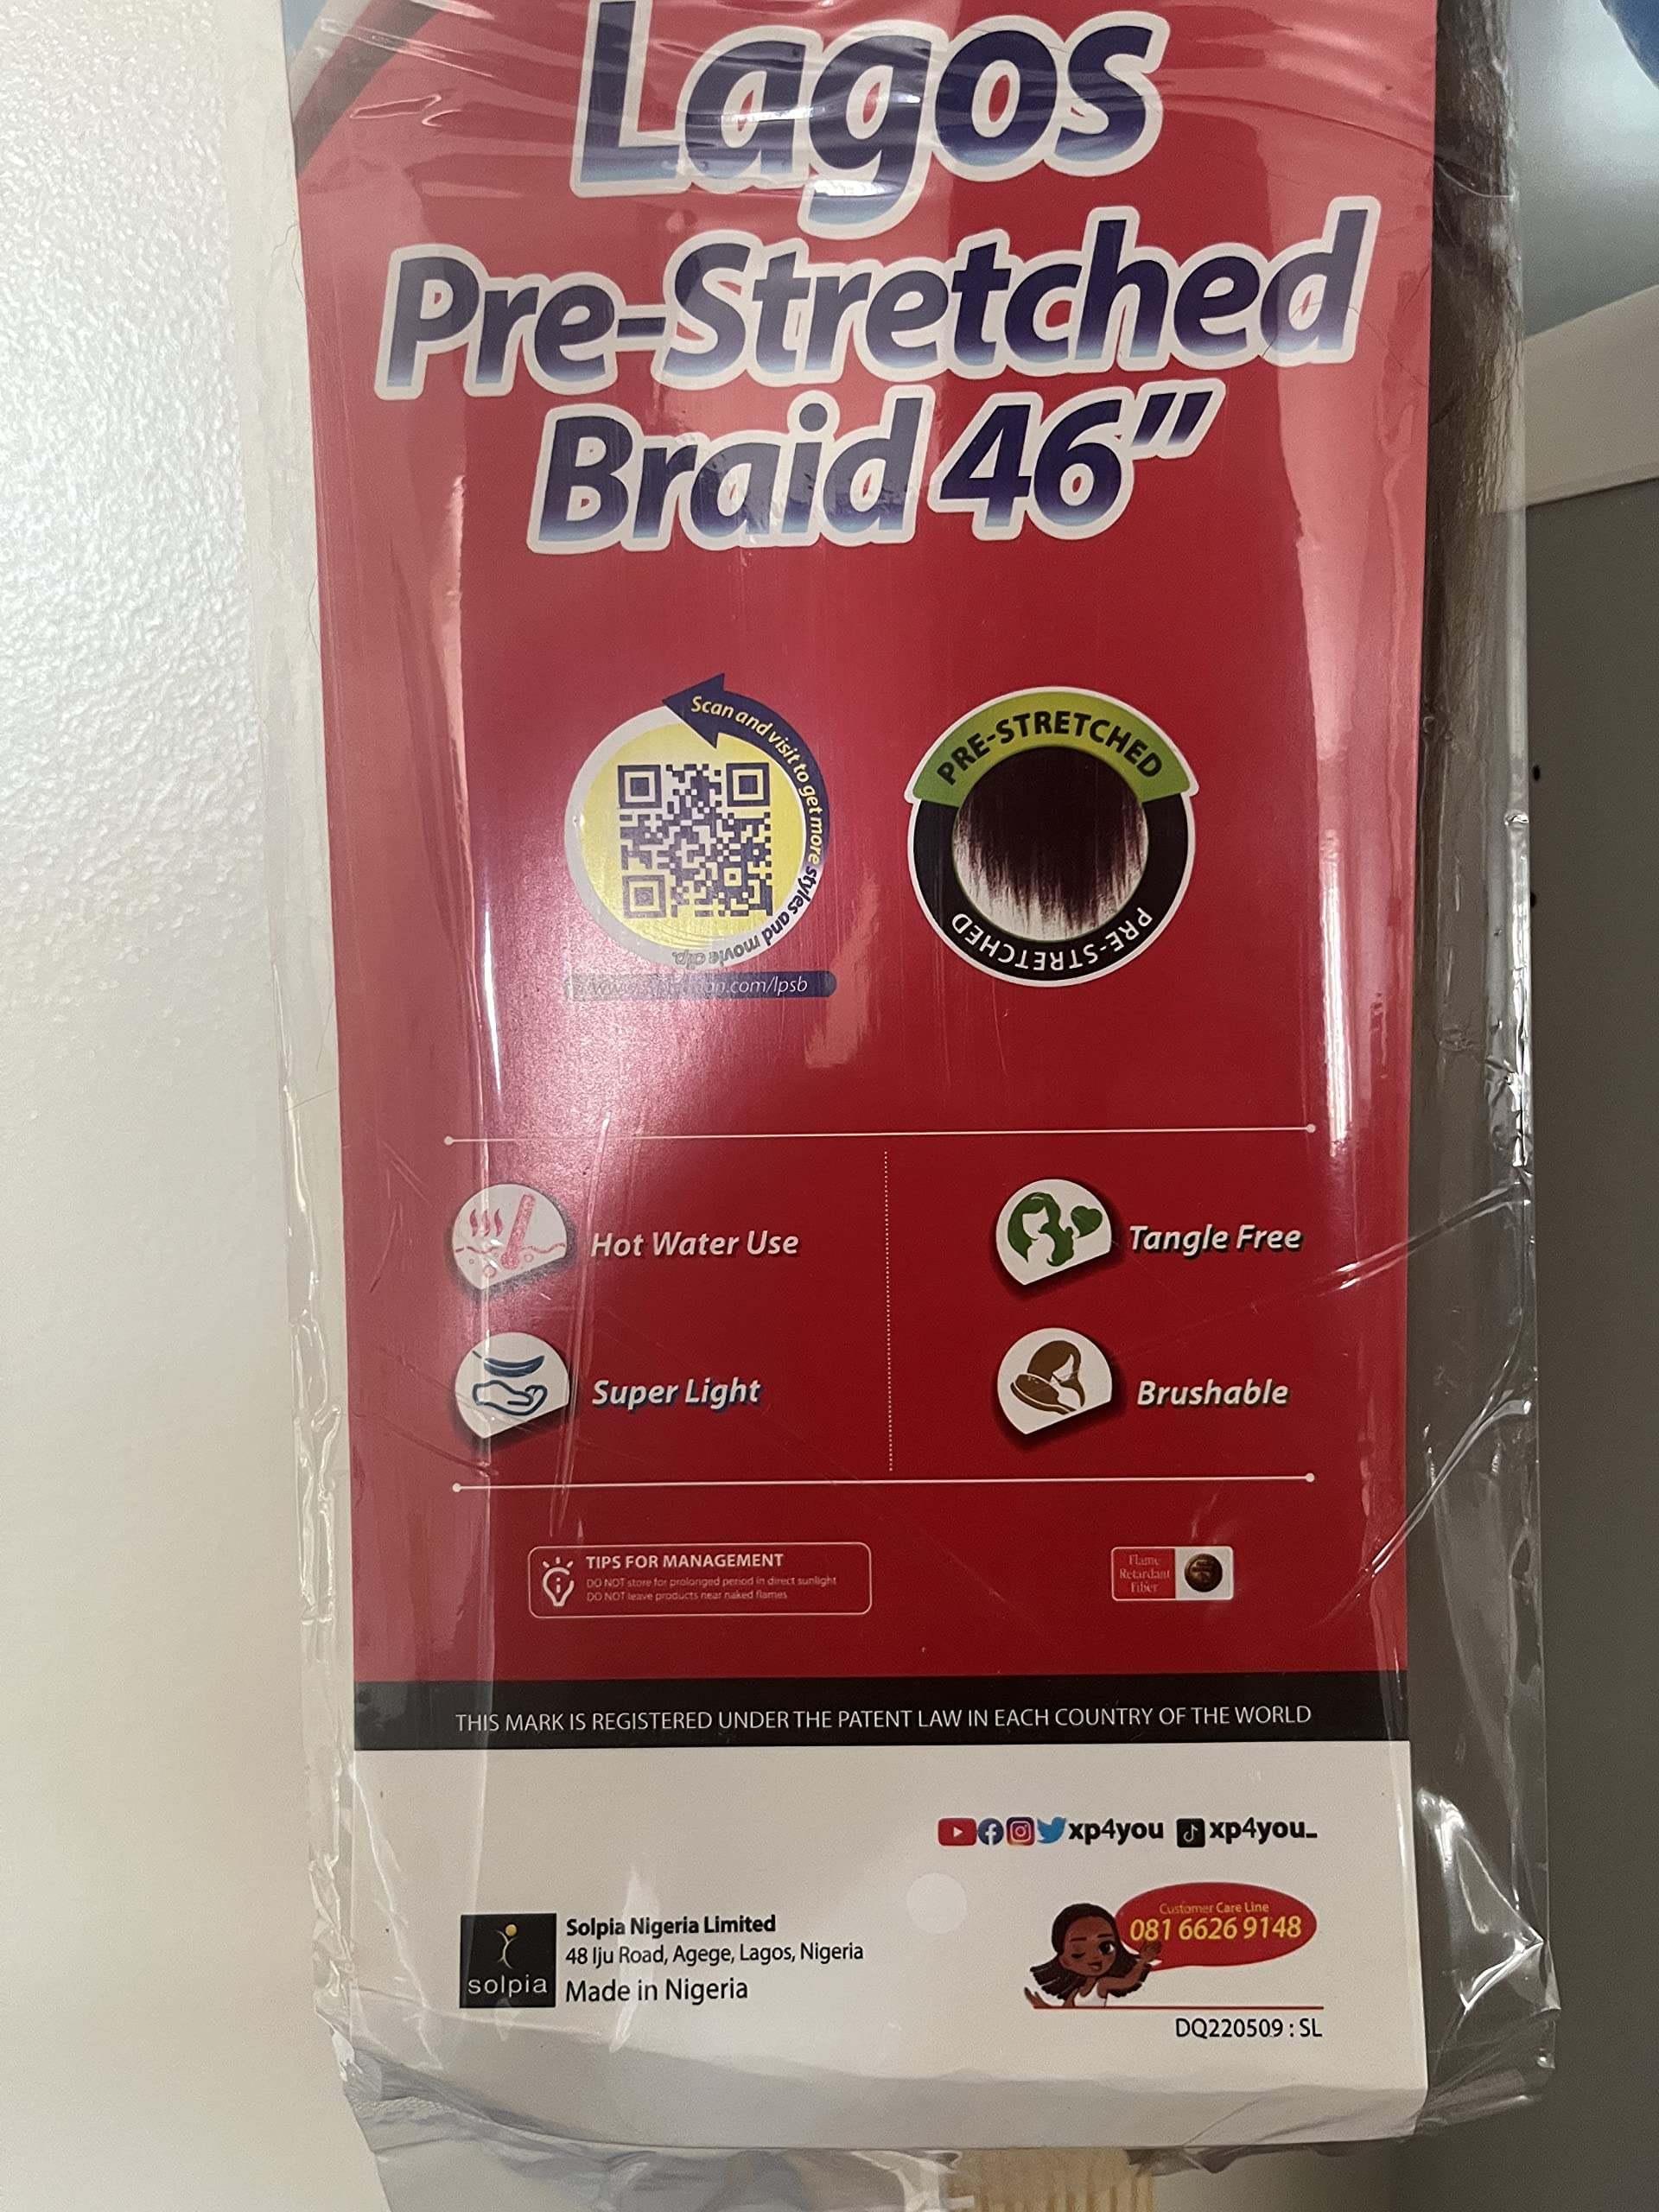 Lagos
Pre-Stretched
Braid 46”
Scan and visit to get more styles and movie clip.
.com/lpsb
PRE-STRETCHED
PRE-STRETCHED
Hot Water Use
Tangle Free
Super Light
Brushable
TIPS FOR MANAGEMENT
DO NOT store for prolonged period in direct sunlight
DO NOT leave products near naked flames
Flame
Retardant
Fiber
THIS MARK IS REGISTERED UNDER THE PATENT LAW IN EACH COUNTRY OF THE WORLD
xp4you xp4you_
solpia
Solpia Nigeria Limited
48 Iju Road, Agege, Lagos, Nigeria
Made in Nigeria
Customer Care Line
081 6626 9148
DQ220509 : SL